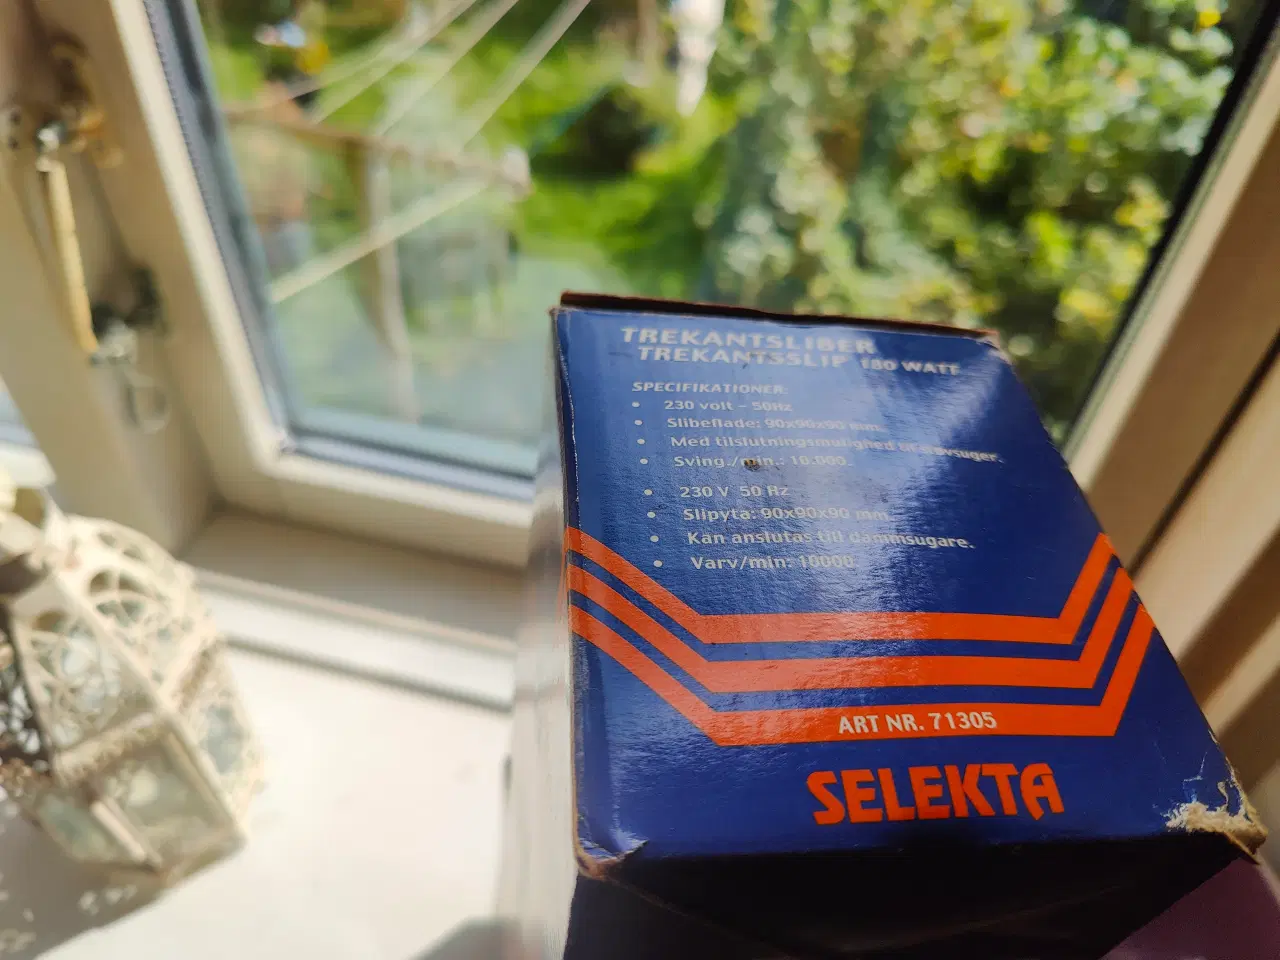 TREKANTSLIBER
TREKANTSSLIP 180 WATT
SPECIFIKATIONER:
• 230 volt – 50Hz
• Slibeflade: 90x90x90 mm.
• Med tilslutningsmulighed til støvsuger.
• Sving./min.: 10.000.
• 230 V 50 Hz
• Slipyta: 90x90x90 mm.
• Kan anslutas till dammsugare.
• Varv/min: 10000.
ART NR. 71305
SELEKTA